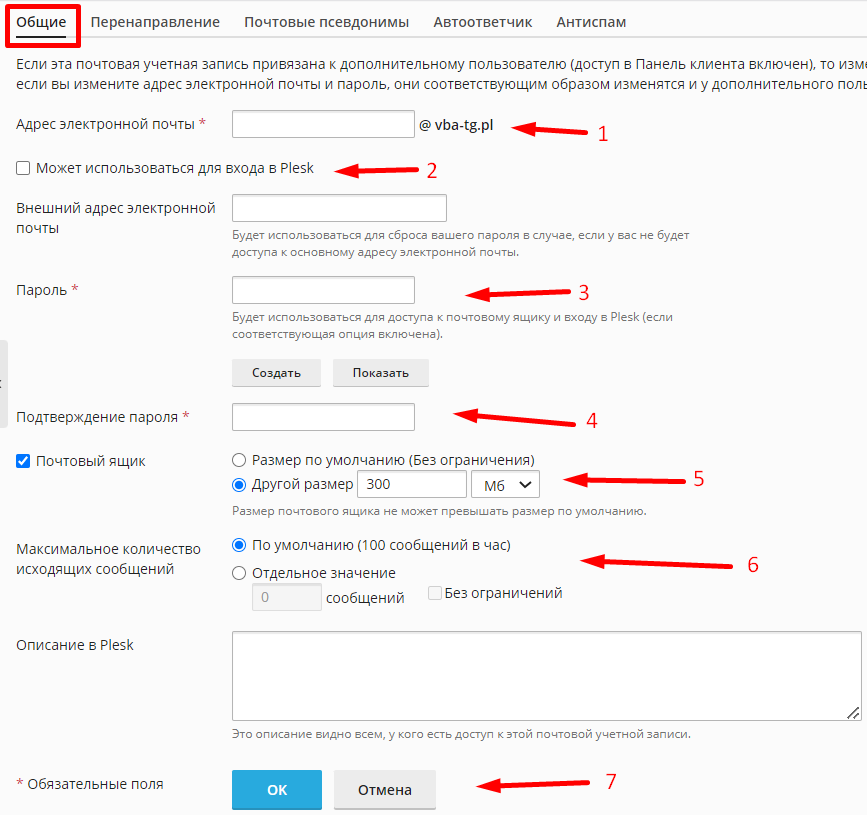 Общие Перенаправление Почтовые псевдонимы Автоответчик Антиспам
Если эта почтовая учетная запись привязана к дополнительному пользователю (доступ в Панель клиента включен), то
если вы измените адрес электронной почты и пароль, они соответствующим образом изменятся и у дополнительного
Адрес электронной почты * @ vba-tg.pl 1
Может использоваться для входа в Plesk 2
Внешний адрес электронной
почты
Будет использоваться для сброса вашего пароля в случае, если у вас не будет
доступа к основному адресу электронной почты.
Пароль * 3
Будет использоваться для доступа к почтовому ящику и входу в Plesk (если
соответствующая опция включена).
Создать Показать
Подтверждение пароля * 4
Почтовый ящик Размер по умолчанию (Без ограничения)
Другой размер 300 Мб 5
Размер почтового ящика не может превышать размер по умолчанию.
Максимальное количество
исходящих сообщений
По умолчанию (100 сообщений в час) 6
Отдельное значение
0 сообщений Без ограничений
Описание в Plesk
Это описание видно всем, у кого есть доступ к этой почтовой учетной записи.
* Обязательные поля OK Отмена 7